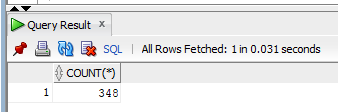 Query Result x
SQL | All Rows Fetched: 1 in 0.031 seconds
COUNT(*)
1 348